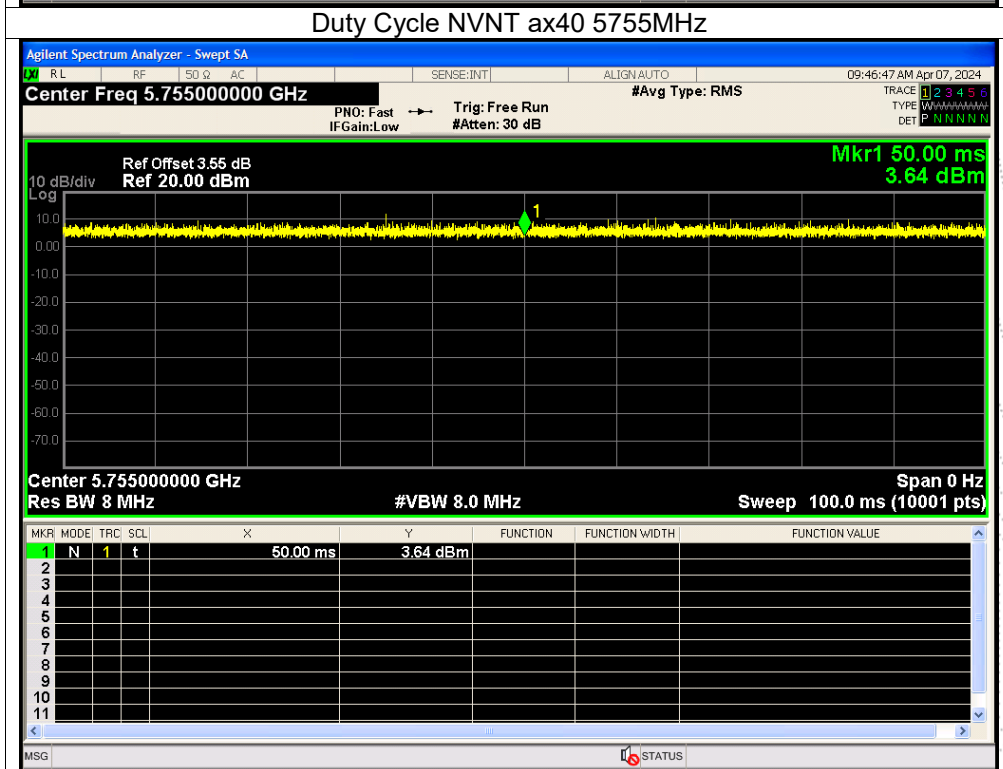 Duty Cycle NVNT ax40 5755MHz
Agilent Spectrum Analyzer - Swept SA
LXI RL RF 50 Ω AC SENSE:INT ALIGN AUTO 09:46:47 AM Apr 07, 2024
Center Freq 5.755000000 GHz #Avg Type: RMS TRACE 1 2 3 4 5 6
PNO: Fast Trig: Free Run TYPE WWWWWW
IFGain:Low #Atten: 30 dB DET P N N N N N
Mkr1 50.00 ms
Ref Offset 3.55 dB
10 dB/div Ref 20.00 dBm 3.64 dBm
Log
10.0
1
0.00
-10.0
-20.0
-30.0
-40.0
-50.0
-60.0
-70.0
Center 5.755000000 GHz Span 0 Hz
Res BW 8 MHz #VBW 8.0 MHz Sweep 100.0 ms (10001 pts)
MKR MODE TRC SCL X Y FUNCTION FUNCTION WIDTH FUNCTION VALUE
1 N 1 t 50.00 ms 3.64 dBm
2
3
4
5
6
7
8
9
10
11
MSG STATUS